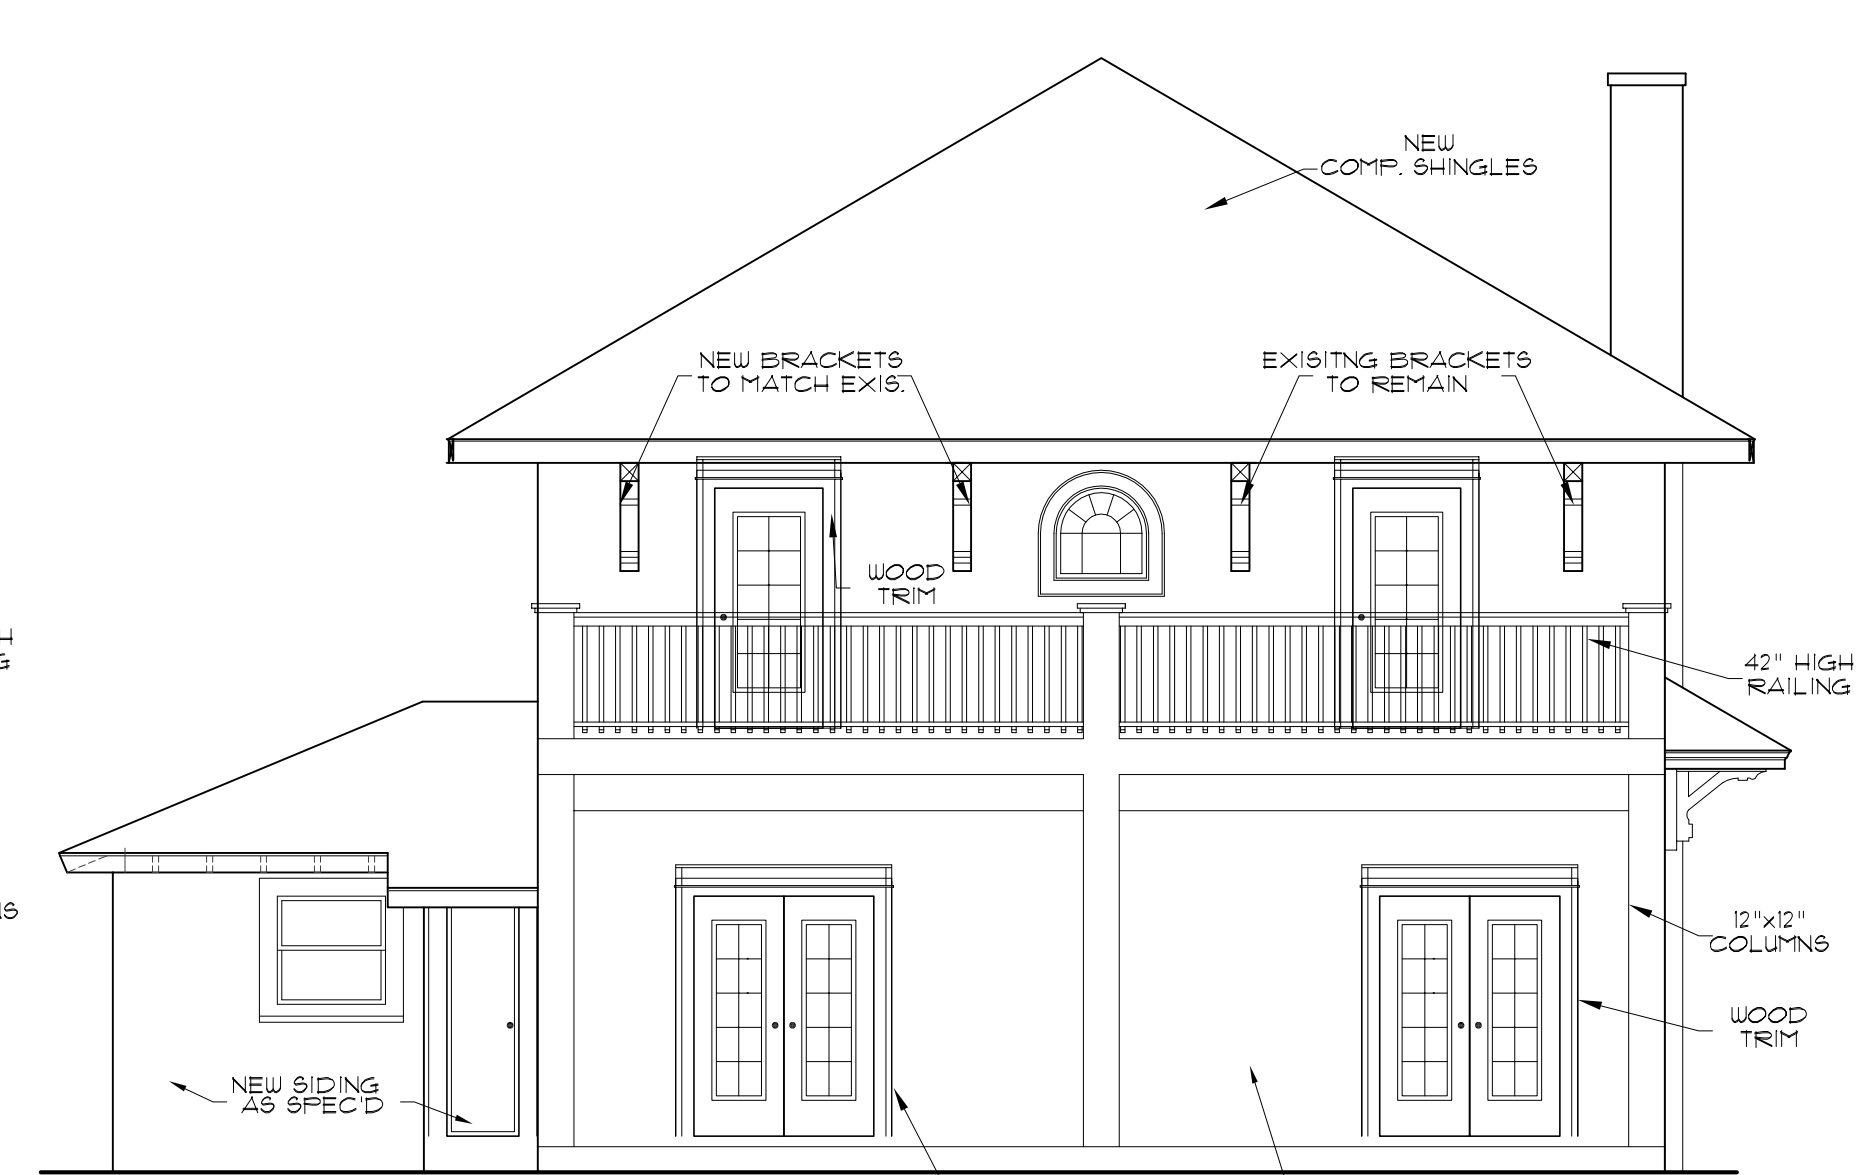 NEW
COMP. SHINGLES
NEW BRACKETS
TO MATCH EXIS.
EXISITNG BRACKETS
TO REMAIN
WOOD
TRIM
42" HIGH
RAILING
12"x12"
COLUMNS
WOOD
TRIM
NEW SIDING
AS SPEC'D